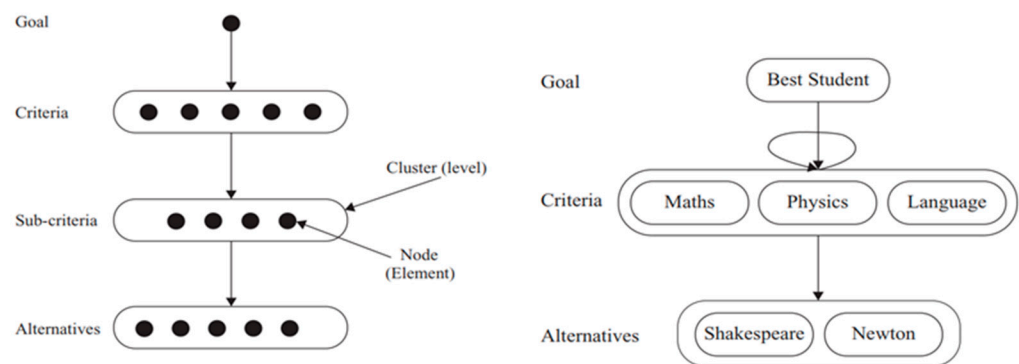 Goal
Criteria
Cluster (level)
Sub-criteria
Node
(Element)
Alternatives
Goal
Best Student
Criteria
Maths
Physics
Language
Alternatives
Shakespeare
Newton